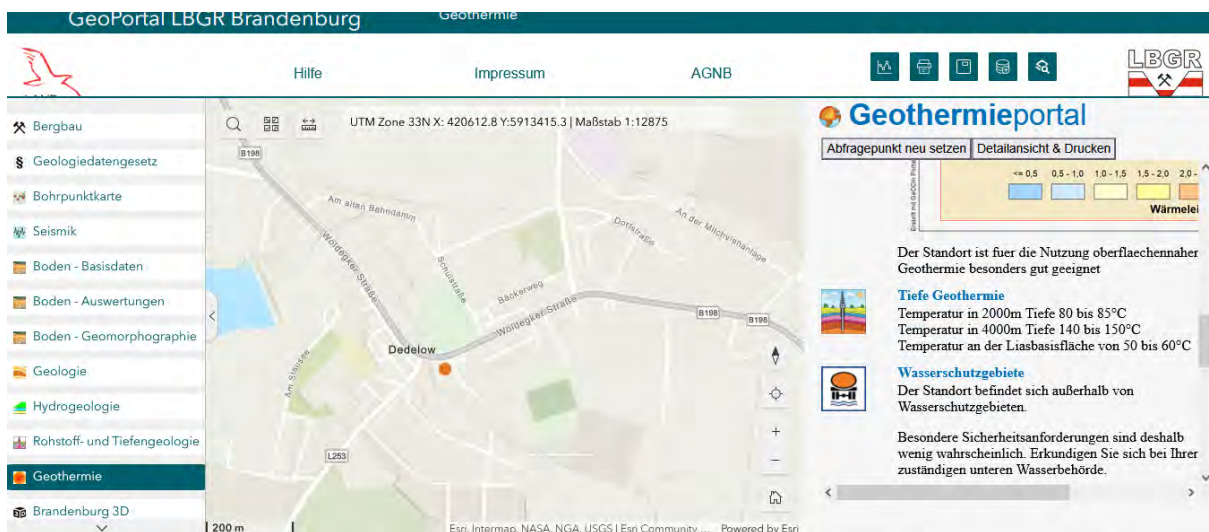 GeoPortal LBGR Brandenburg
Geothermie
Hilfe
Impressum
AGNB
LBGR
Bergbau
§ Geologiedatengesetz
Bohrpunktkarte
Seismik
Boden - Basisdaten
Boden - Auswertungen
Boden - Geomorphographie
Geologie
Hydrogeologie
Rohstoff- und Tiefengeologie
Geothermie
Brandenburg 3D
UTM Zone 33N X: 420612.8 Y:5913415.3 | Maßstab 1:12875
B198
Am alten Bahndamm
Woldegker Straße
Schulstraße
Bäckerweg
Woldegker Straße
Dorfstraße
An der Milchviehanlage
B198
B198
Dedelow
Am Stausee
L253
200 m
Esri, Intermap, NASA, NGA, USGS | Esri Community, ...
Powered by Esri
Geothermieportal
Abfragepunkt neu setzen
Detailansicht & Drucken
<= 0,5 0,5 - 1,0 1,0 - 1,5 1,5 - 2,0 2,0 -
Wärmelei
Der Standort ist fuer die Nutzung oberflaechennaher
Geothermie besonders gut geeignet
Tiefe Geothermie
Temperatur in 2000m Tiefe 80 bis 85°C
Temperatur in 4000m Tiefe 140 bis 150°C
Temperatur an der Liasbasisfläche von 50 bis 60°C
Wasserschutzgebiete
Der Standort befindet sich außerhalb von
Wasserschutzgebieten.
Besondere Sicherheitsanforderungen sind deshalb
wenig wahrscheinlich. Erkundigen Sie sich bei Ihrer
zuständigen unteren Wasserbehörde.